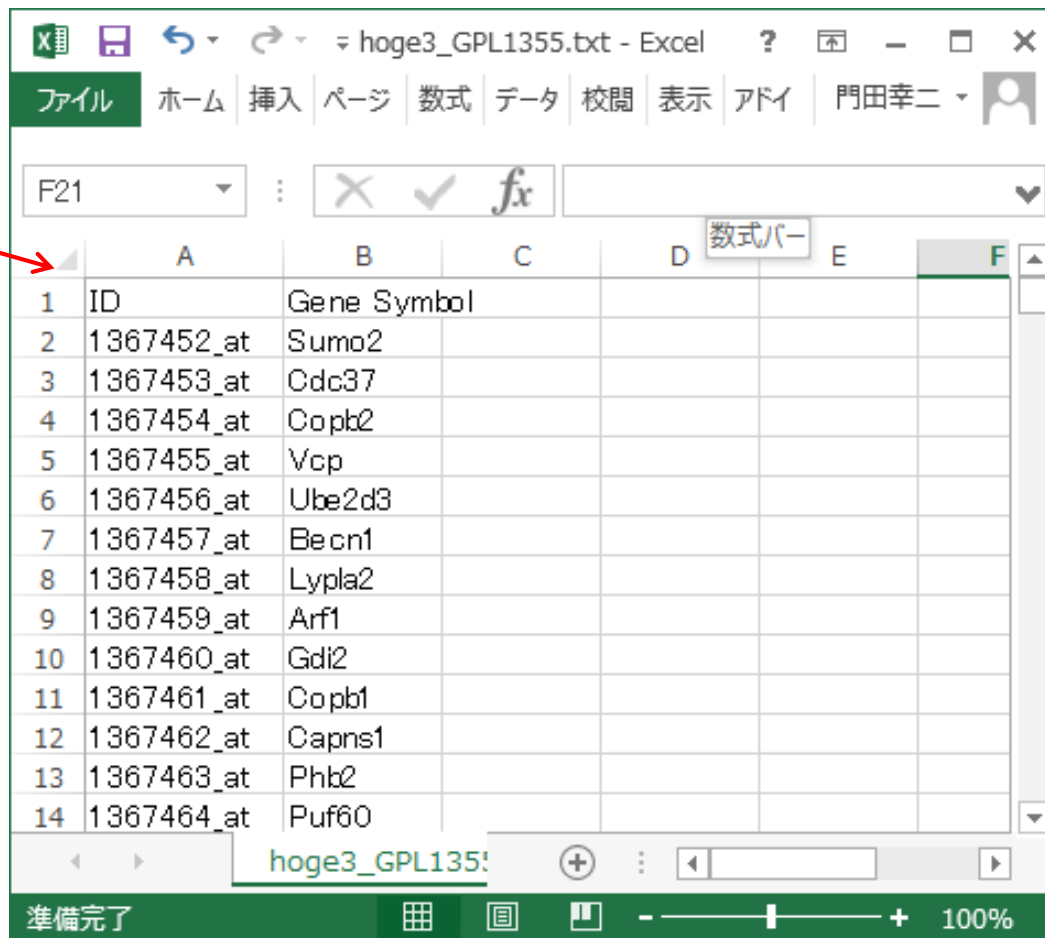 hoge3_GPL1355.txt - Excel ?
ファイル ホーム 挿入 ページ 数式 データ 校閲 表示 アドイ 門田幸二
F21 fx
数式バー
A B C D E F
1 ID Gene Symbol
2 1367452_at Sumo2
3 1367453_at Cdc37
4 1367454_at Copb2
5 1367455_at Vcp
6 1367456_at Ube2d3
7 1367457_at Becn1
8 1367458_at Lypla2
9 1367459_at Arf1
10 1367460_at Gdi2
11 1367461_at Copb1
12 1367462_at Capns1
13 1367463_at Phb2
14 1367464_at Puf60
hoge3_GPL1355
準備完了 100%